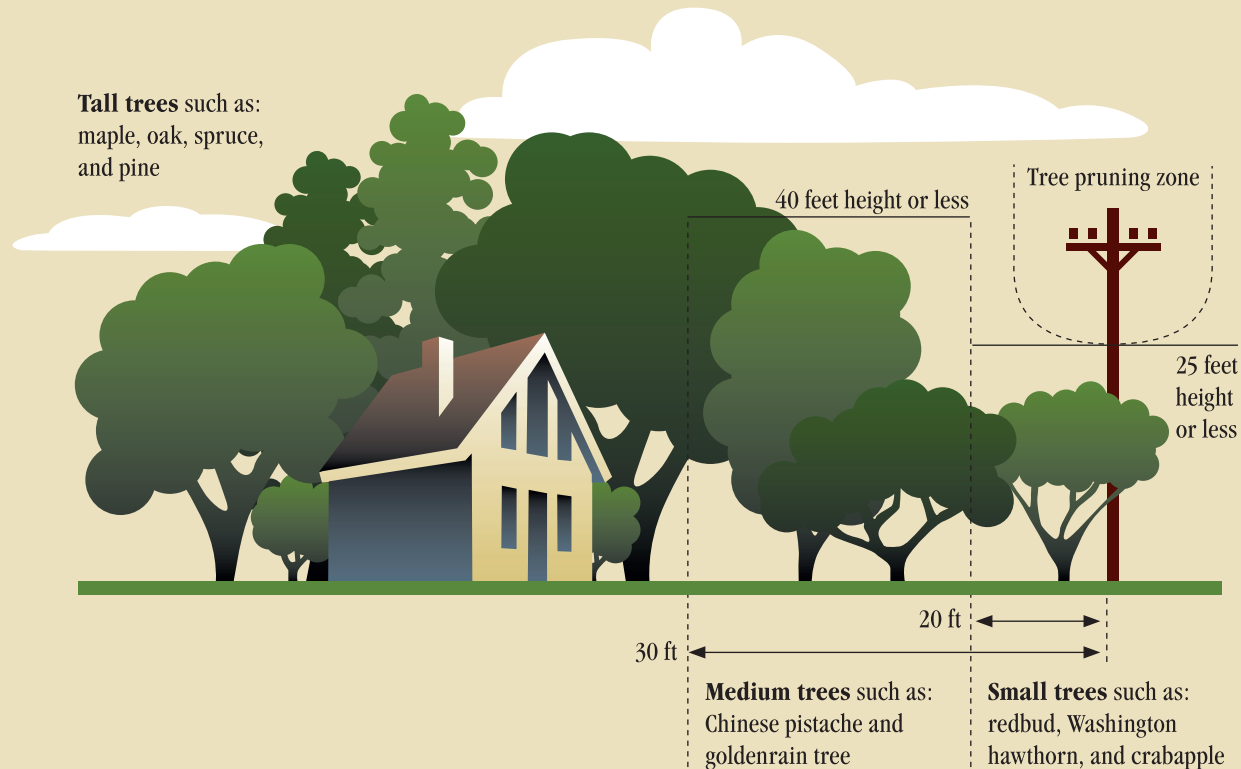 Tall trees such as:
maple, oak, spruce,
and pine
40 feet height or less
Tree pruning zone
25 feet
height
or less
20 ft
30 ft
Medium trees such as:
Chinese pistache and
goldenrain tree
Small trees such as:
redbud, Washington
hawthorn, and crabapple